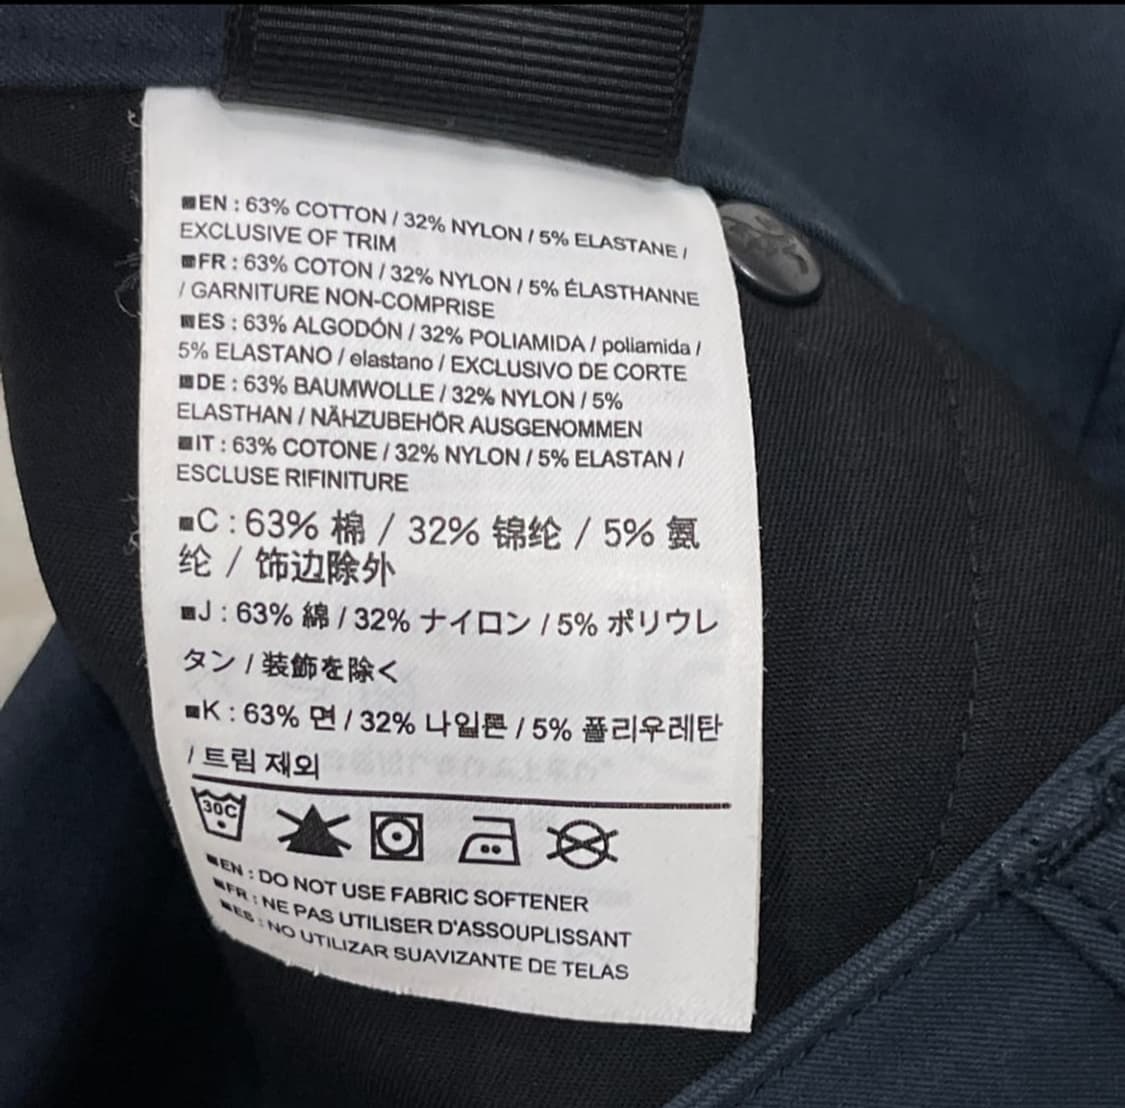 EN : 63% COTTON / 32% NYLON / 5% ELASTANE /
EXCLUSIVE OF TRIM
FR : 63% COTON / 32% NYLON / 5% ÉLASTHANNE
/ GARNITURE NON-COMPRISE
ES : 63% ALGODÓN / 32% POLIAMIDA / poliamida /
5% ELASTANO / elastano / EXCLUSIVO DE CORTE
DE : 63% BAUMWOLLE / 32% NYLON / 5%
ELASTHAN / NÄHZUBEHÖR AUSGENOMMEN
IT : 63% COTONE / 32% NYLON / 5% ELASTAN /
ESCLUSE RIFINITURE
C : 63% 棉 / 32% 锦纶 / 5% 氨
纶 / 饰边除外
J : 63% 綿 / 32% ナイロン / 5% ポリウレ
タン / 装飾を除く
K : 63% 면 / 32% 나일론 / 5% 폴리우레탄
/ 트림 제외
30C
EN : DO NOT USE FABRIC SOFTENER
FR : NE PAS UTILISER D'ASSOUPLISSANT
ES : NO UTILIZAR SUAVIZANTE DE TELAS